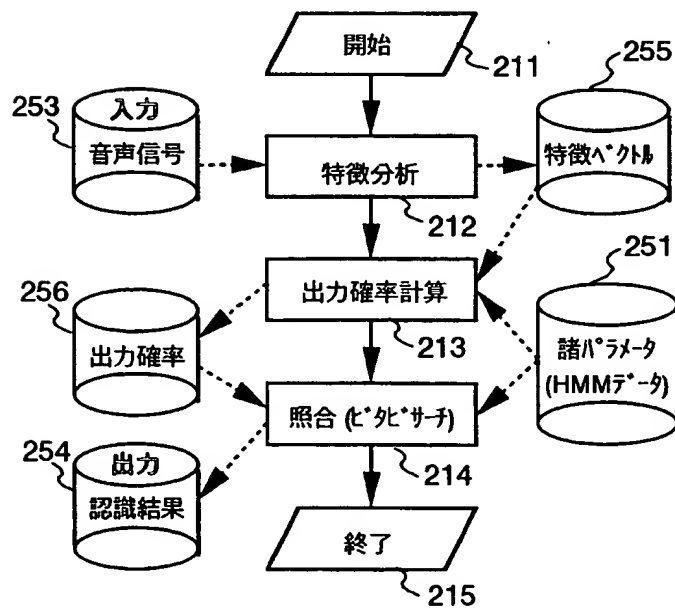 開始
211
255
253
入力
音声信号
特徴分析
特徴ベクトル
212
251
256
出力確率計算
出力確率
213
諸パラメータ
(HMMデータ)
照合 (ビタビサーチ)
254
出力
認識結果
214
終了
215